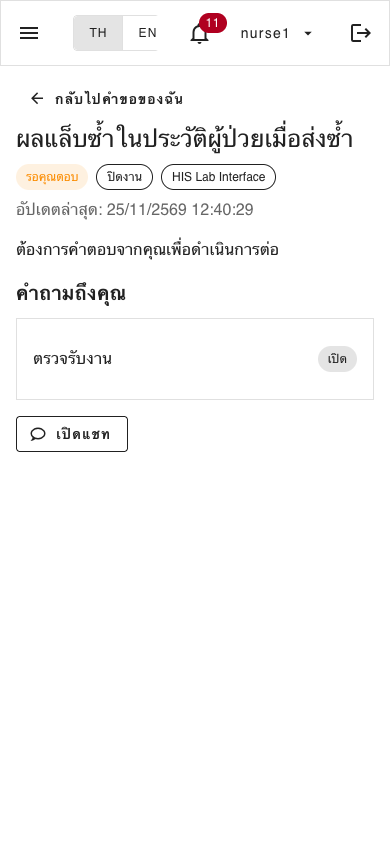 TH EN 11 nurse1
กลับไปคำขอของฉัน
ผลแล็บซ้ำในประวัติผู้ป่วยเมื่อส่งซ้ำ
รอคุณตอบ ปิดงาน HIS Lab Interface
อัปเดตล่าสุด: 25/11/2569 12:40:29
ต้องการคำตอบจากคุณเพื่อดำเนินการต่อ
คำถามถึงคุณ
ตรวจรับงาน เปิด
เปิดแชท